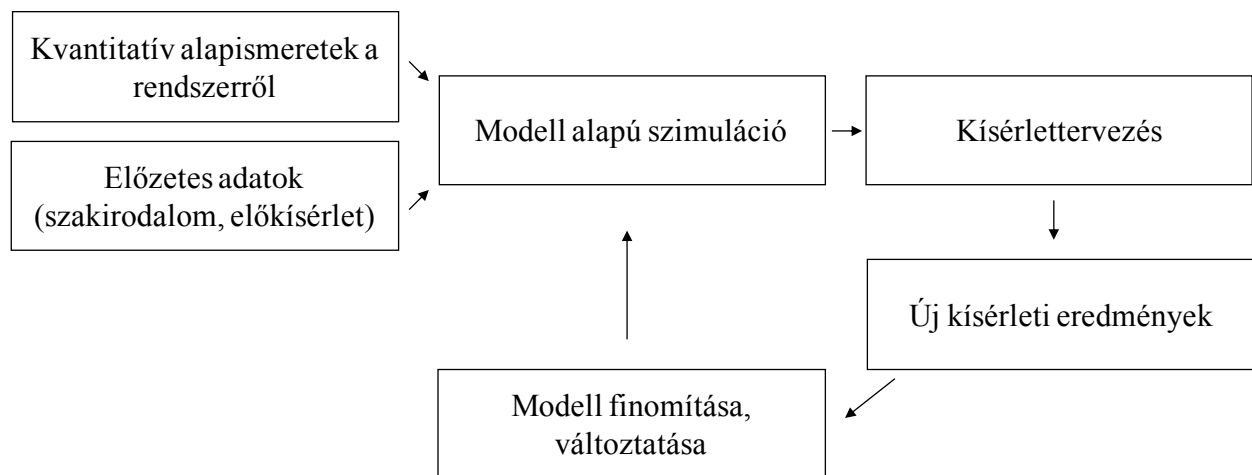 Kvantitatív alapismeretek a
rendszerről
Előzetes adatok
(szakirodalom, előkísérlet)
Modell alapú szimuláció
Kísérlettervezés
Új kísérleti eredmények
Modell finomítása,
változtatása